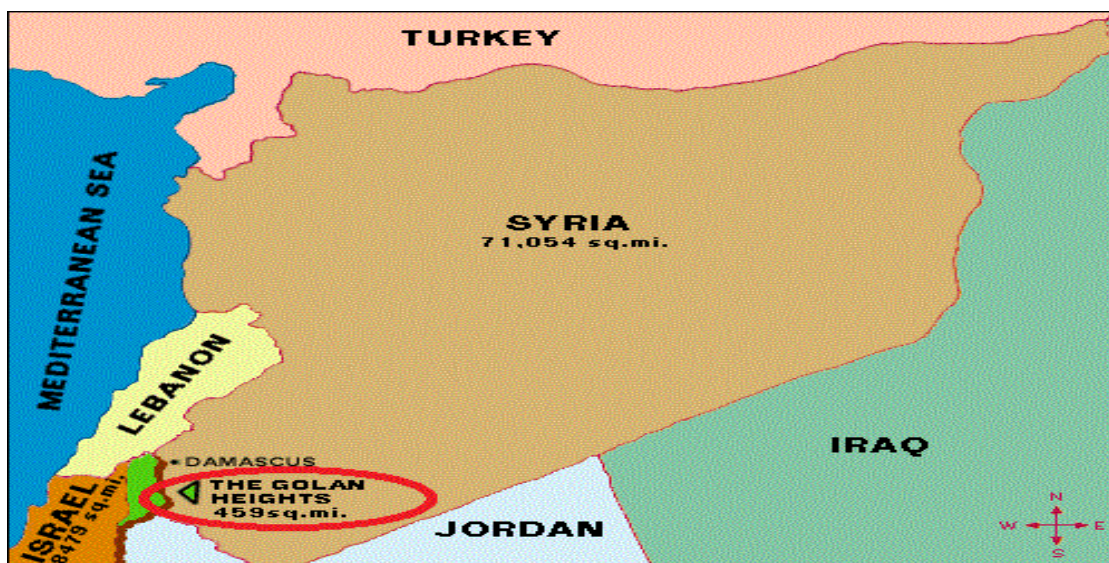 TURKEY
MEDITERRANEAN SEA
SYRIA
71,054 sq.mi.
LEBANON
IRAQ
•DAMASCUS
THE GOLAN
HEIGHTS
459sq.mi.
ISRAEL
8479 sq.mi.
JORDAN
N
W E
S